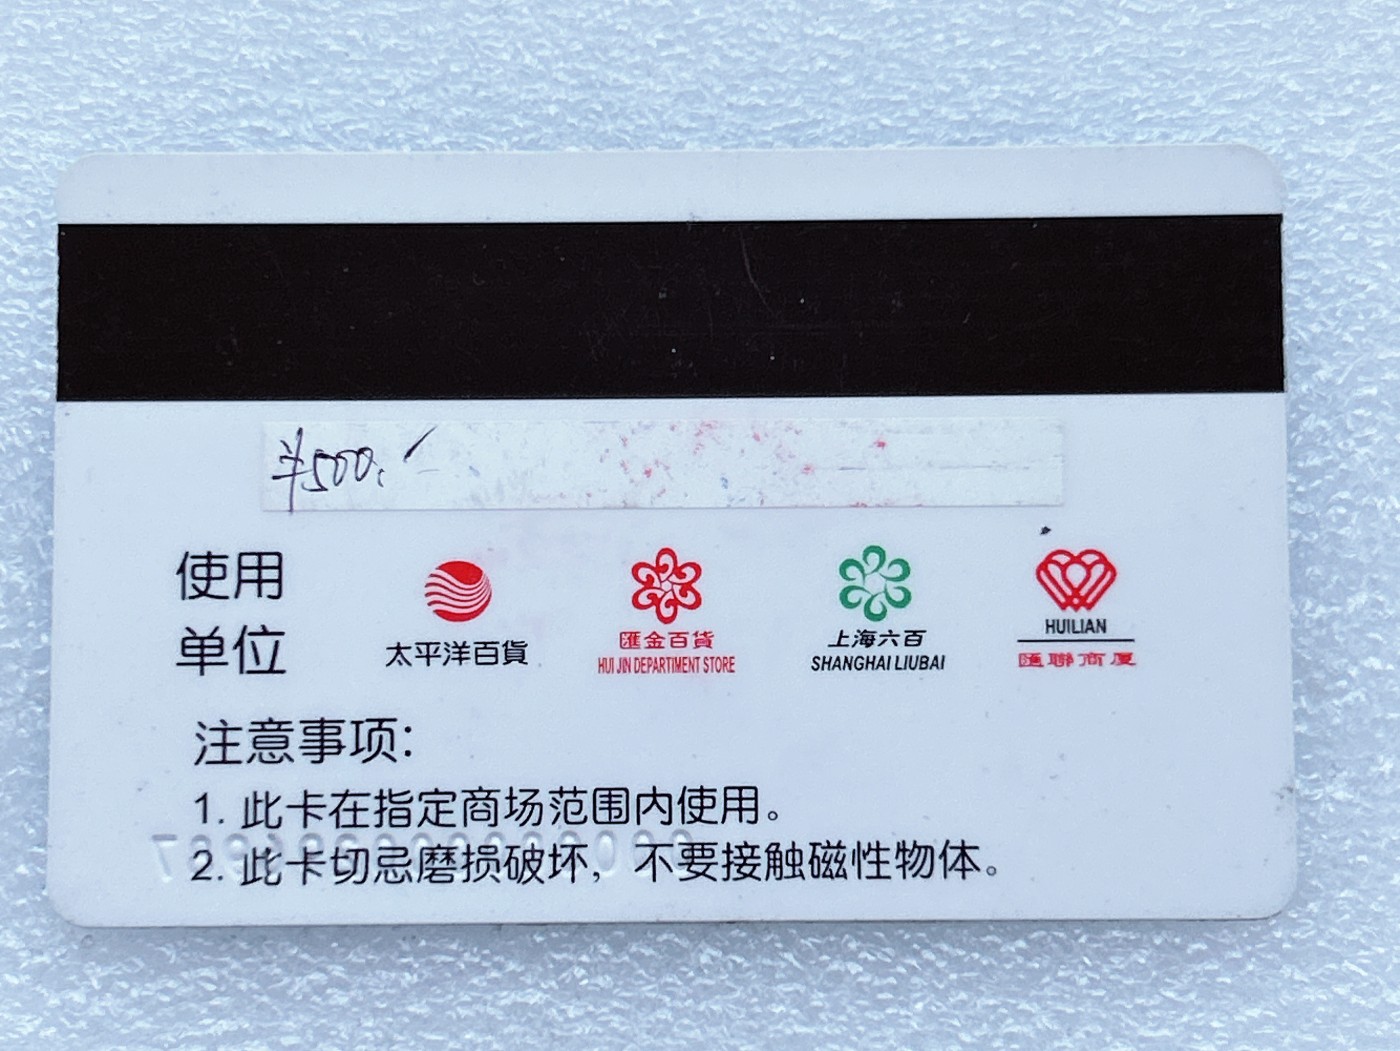 ¥500.
使用
单位
太平洋百貨
匯金百貨
HUI JIN DEPARTIMENT STORE
上海六百
SHANGHAI LIUBAI
HUILIAN
匯聯商厦
注意事项：
1. 此卡在指定商场范围内使用。
2. 此卡切忌磨损破坏，不要接触磁性物体。